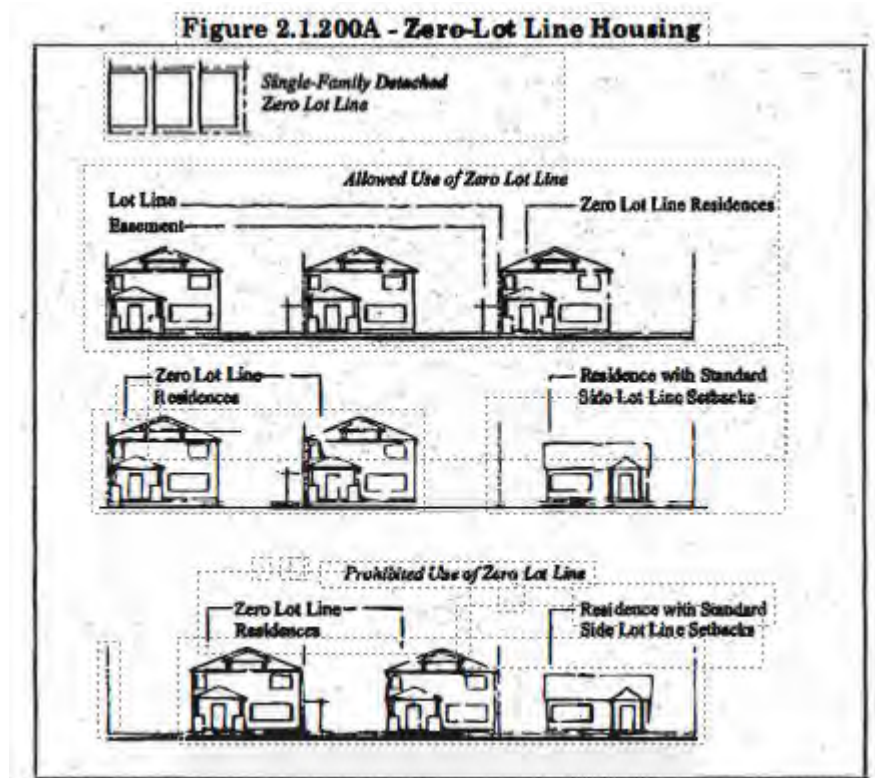 Figure 2.1.200A - Zero-Lot Line Housing
Single-Family Detached
Zero Lot Line
Allowed Use of Zero Lot Line
Lot Line
Zero Lot Line Residences
Easement
Zero Lot Line
Residences
Residence with Standard
Side Lot Line Setbacks
Prohibited Use of Zero Lot Line
Zero Lot Line
Residences
Residence with Standard
Side Lot Line Setbacks